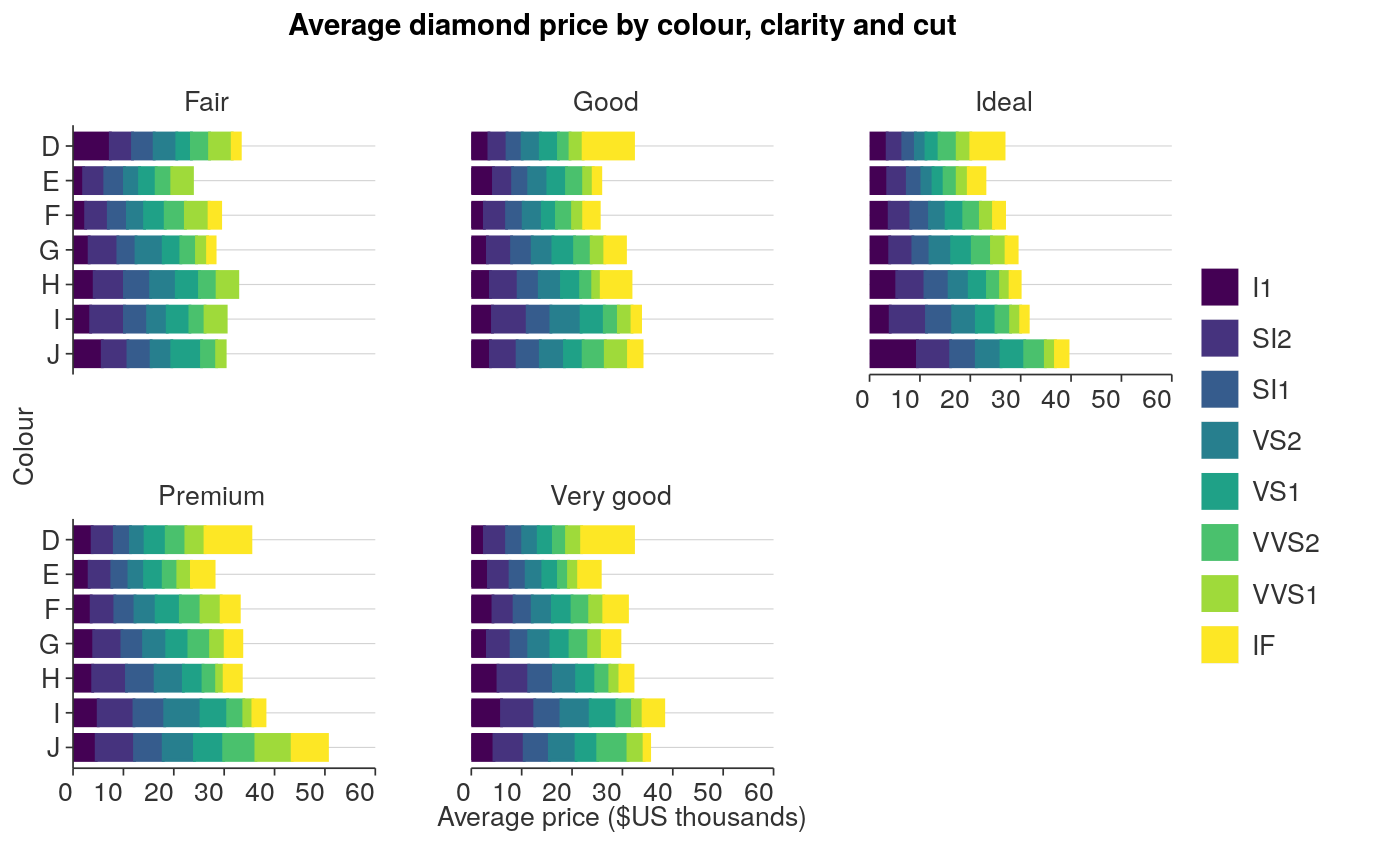 Average diamond price by colour, clarity and cut
Fair
Good
Ideal
D
E
F
G
H
I
J
0 10 20 30 40 50 60
Colour
Premium
Very good
D
E
F
G
H
I
J
0 10 20 30 40 50 60
0 10 20 30 40 50 60
Average price ($US thousands)
I1
SI2
SI1
VS2
VS1
VVS2
VVS1
IF